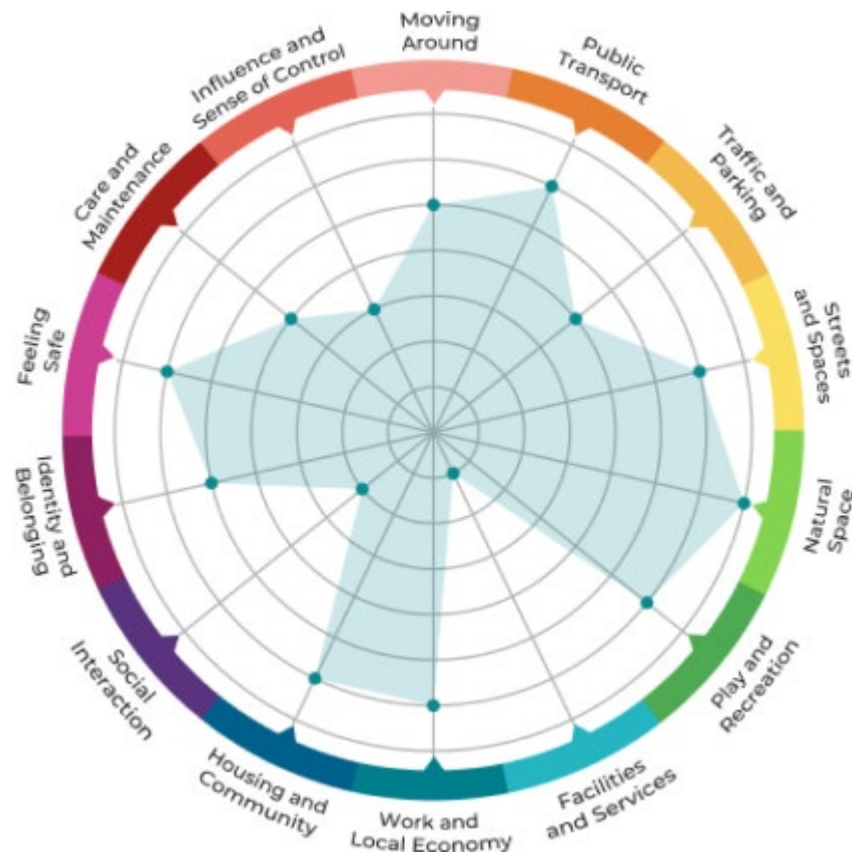 Moving
Around
Public
Transport
Traffic and
Parking
Streets
and Spaces
Natural
Space
Play and
Recreation
Facilities
and Services
Work and
Local Economy
Housing and
Community
Social
Interaction
Identity and
Belonging
Feeling
Safe
Care and
Maintenance
Influence and
Sense of Control